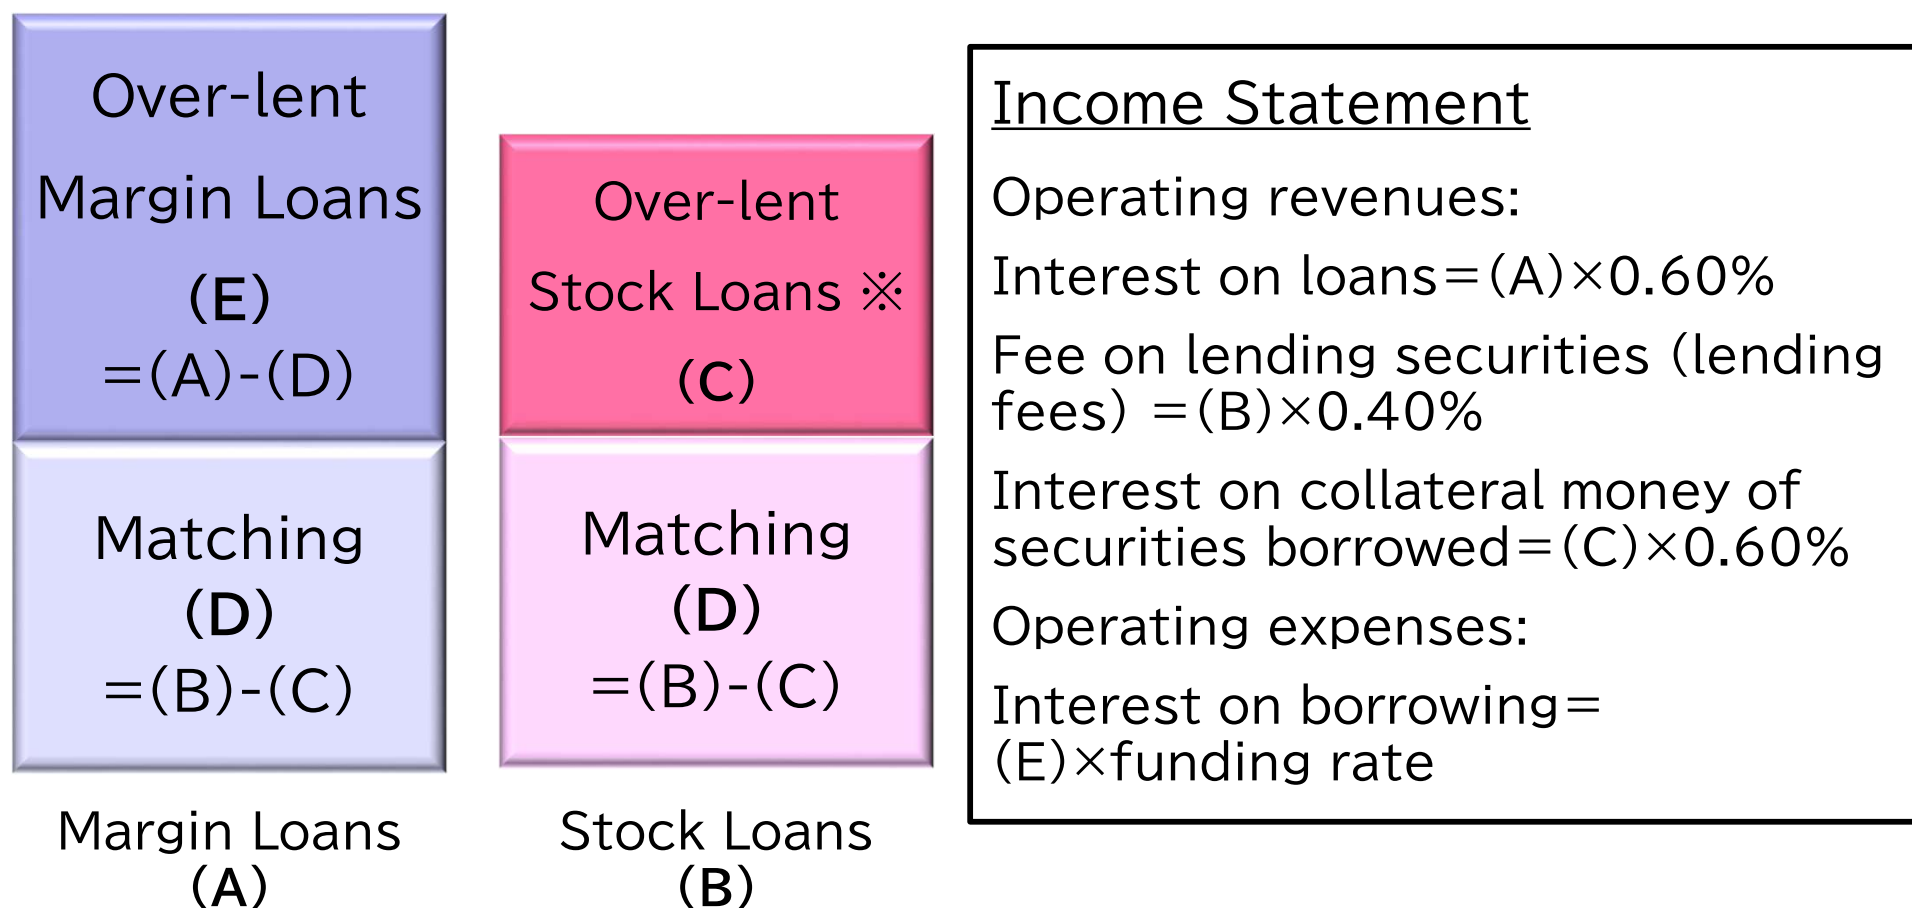 Over-lent
Margin Loans
(E)
=(A)-(D)
Matching
(D)
=(B)-(C)
Margin Loans
(A)
Over-lent
Stock Loans ※
(C)
Matching
(D)
=(B)-(C)
Stock Loans
(B)
Income Statement
Operating revenues:
Interest on loans=(A)×0.60%
Fee on lending securities (lending
fees) =(B)×0.40%
Interest on collateral money of
securities borrowed=(C)×0.60%
Operating expenses:
Interest on borrowing=
(E)×funding rate